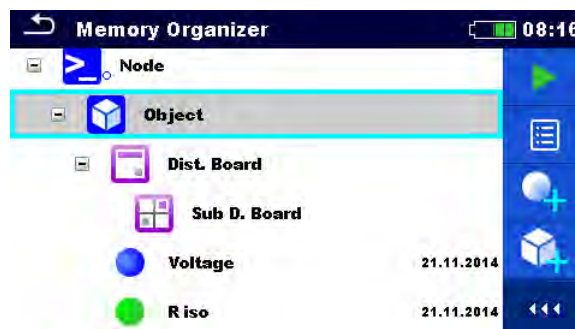 Memory Organizer 08:16
Node
Object
Dist. Board
Sub D. Board
Voltage 21.11.2014
R iso 21.11.2014